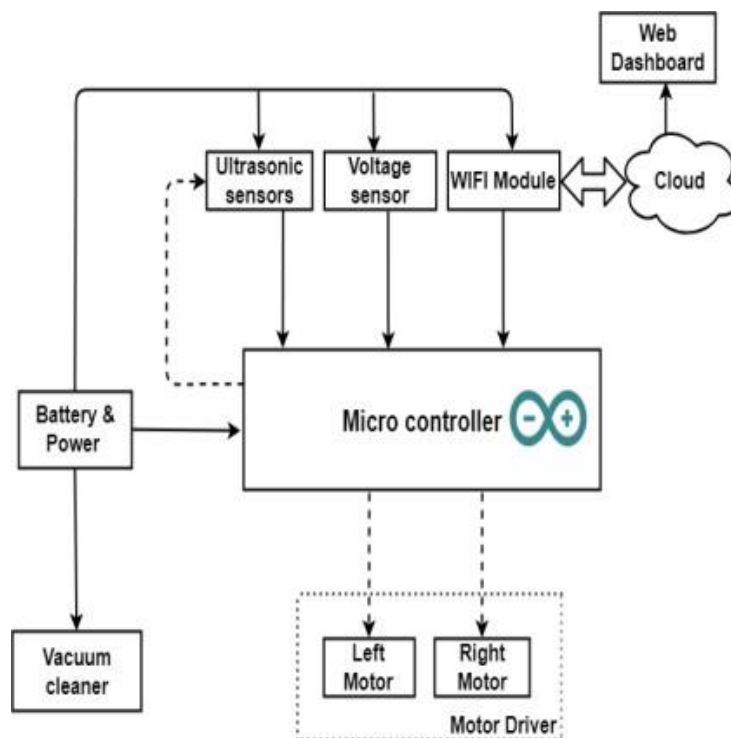 Web
Dashboard
Ultrasonic
sensors
Voltage
sensor
WIFI Module
Cloud
Battery &
Power
Micro controller
Vacuum
cleaner
Left
Motor
Right
Motor
Motor Driver